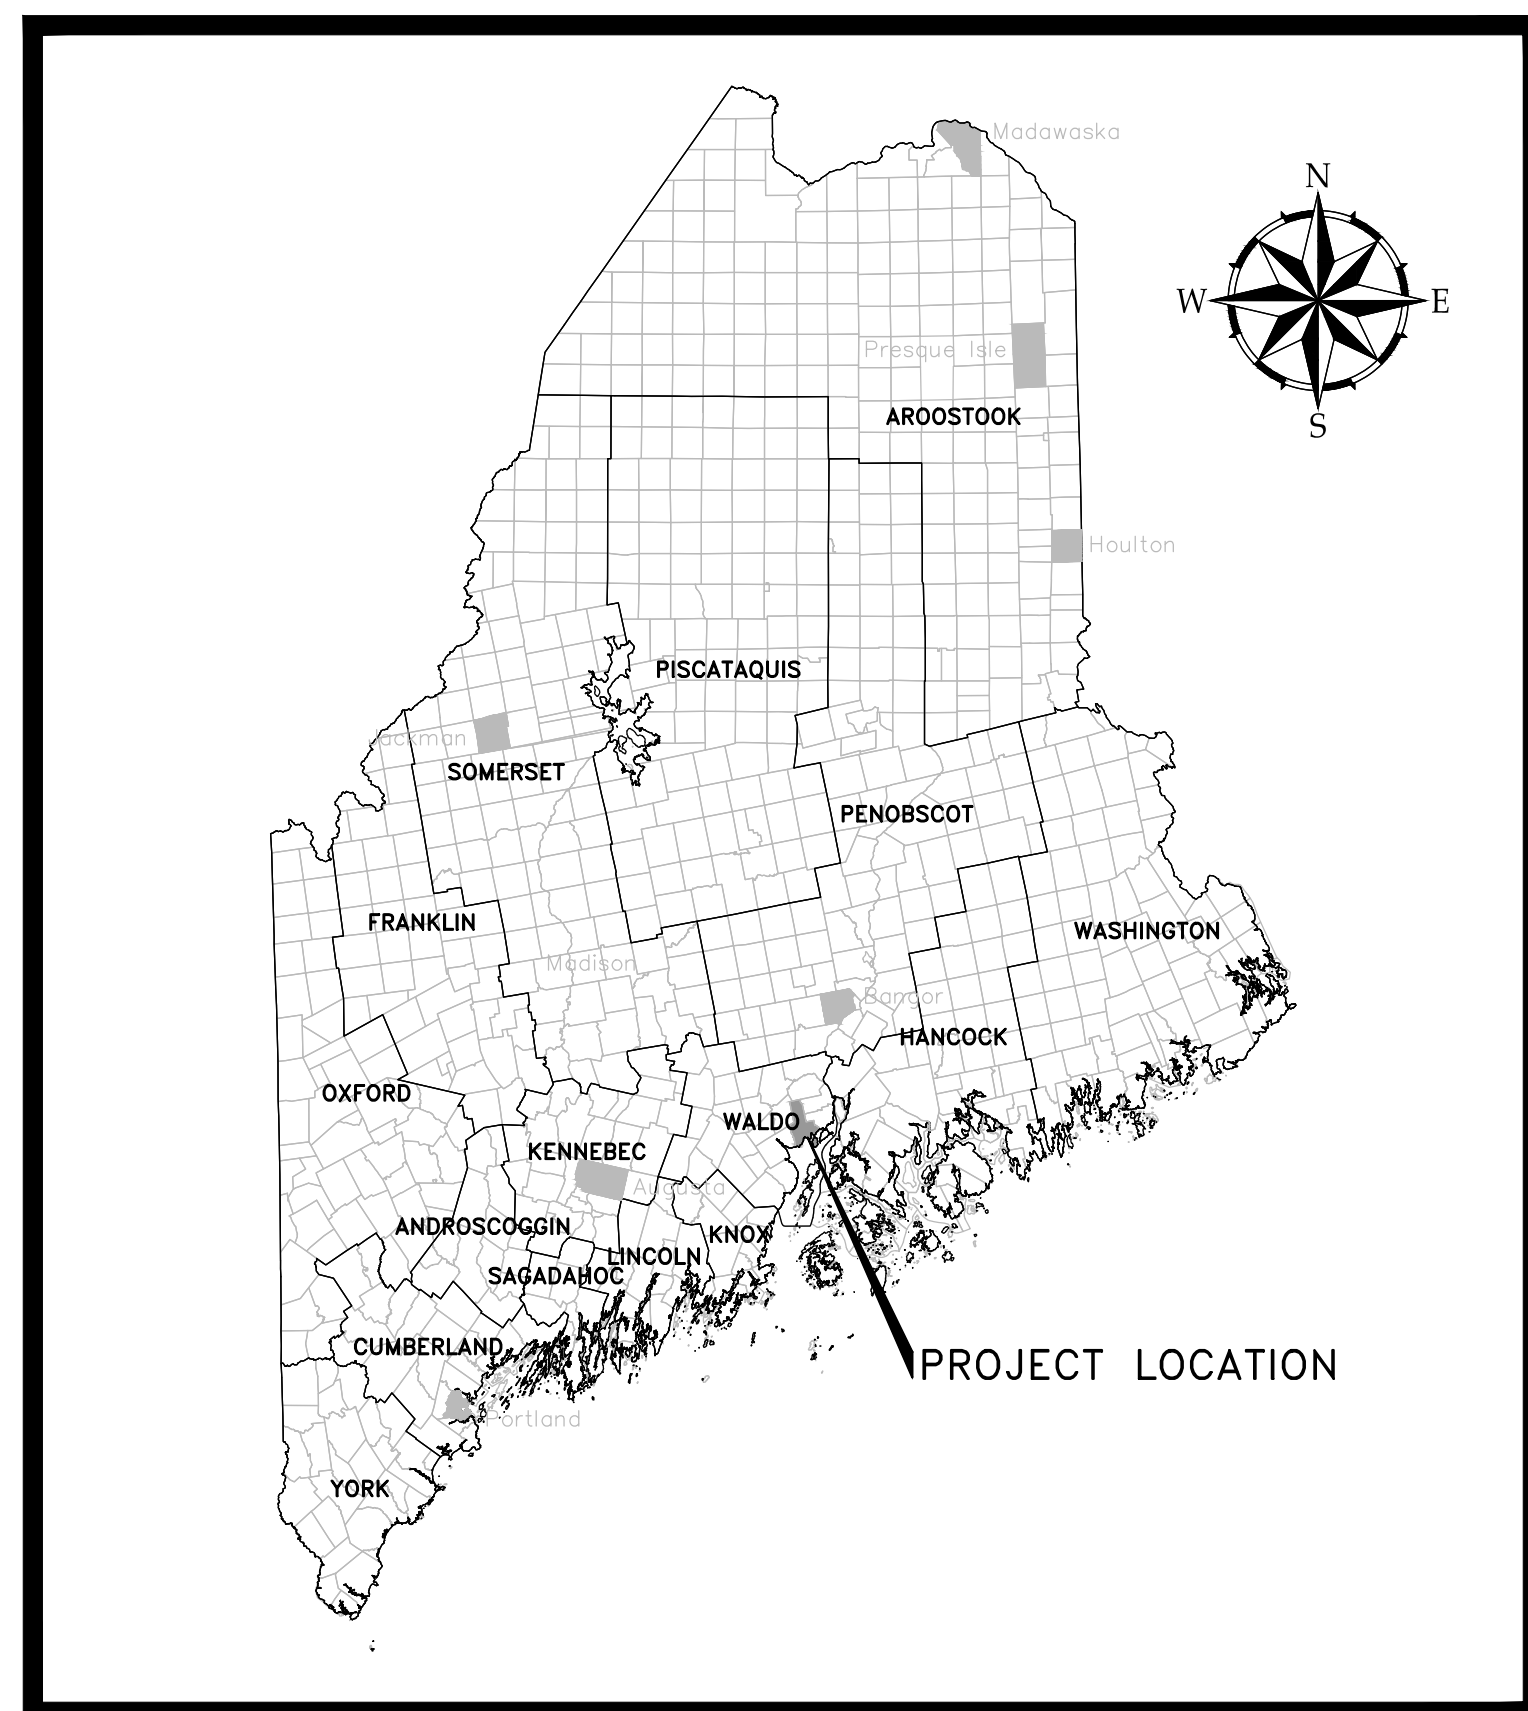 Madawaska
N
W
E
S
Presque Isle
AROOSTOOK
Houlton
PISCATAQUIS
Jackman
SOMERSET
PENOBSCOT
FRANKLIN
WASHINGTON
Madison
Bangor
HANCOCK
OXFORD
WALDO
KENNEBEC
Augusta
ANDROSCOGGIN
KNOX
LINCOLN
SAGADAHOC
CUMBERLAND
PROJECT LOCATION
Portland
YORK